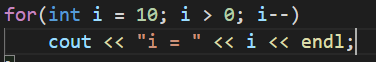 for(int i = 10; i > 0; i--)
    cout << "i = " << i << endl;